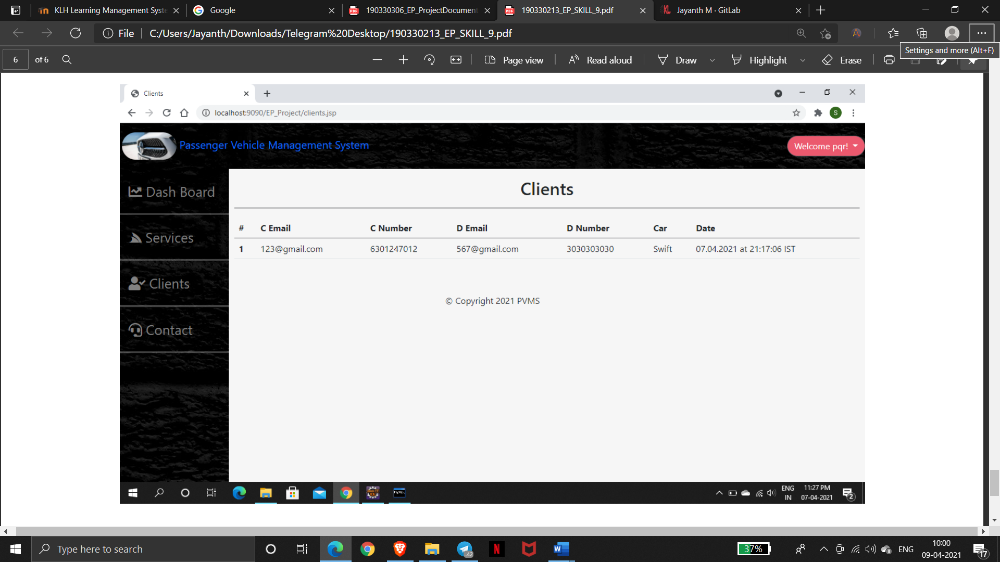 KLH Learning Management Syste
Google
190330306_EP_ProjectDocument
190330213_EP_SKILL_9.pdf
Jayanth M · GitLab
File
C:/Users/Jayanth/Downloads/Telegram%20Desktop/190330213_EP_SKILL_9.pdf
Settings and more (Alt+F)
6 of 6
Page view
Read aloud
Draw
Highlight
Erase
Clients
localhost:9090/EP_Project/clients.jsp
S
Passenger Vehicle Management System
Welcome pqr!
Dash Board
Services
Clients
Contact
Clients
# C Email C Number D Email D Number Car Date
1 123@gmail.com 6301247012 567@gmail.com 3030303030 Swift 07.04.2021 at 21:17:06 IST
© Copyright 2021 PVMS
ENG
IN
11:27 PM
07-04-2021
2
Type here to search
42
37%
ENG
10:00
09-04-2021
17